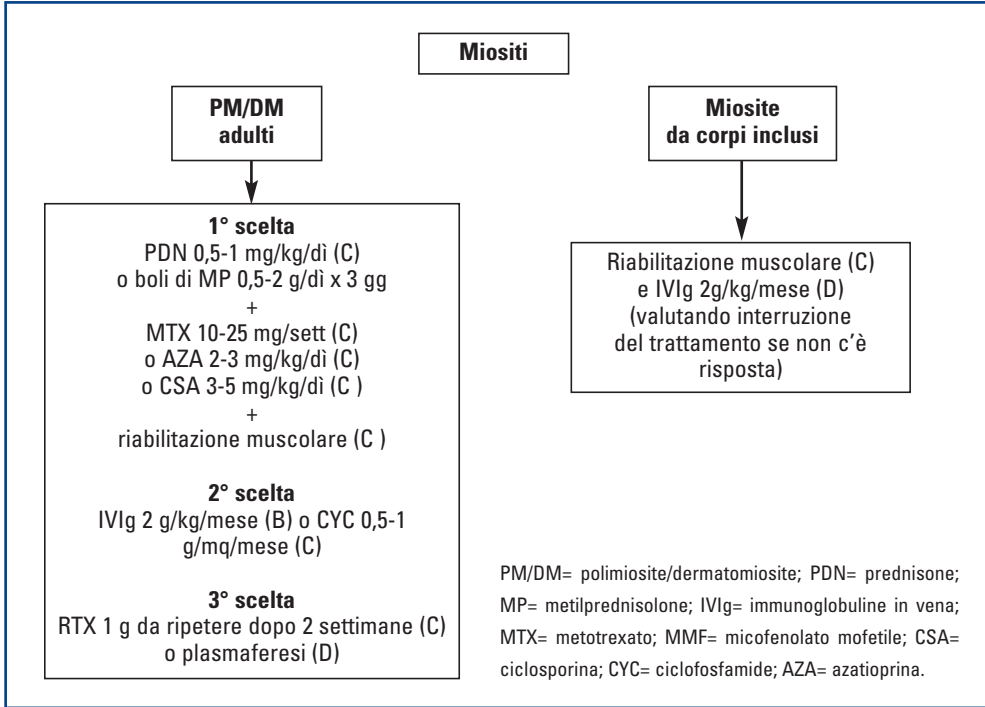 Miositi
PM/DM
adulti
1° scelta
PDN 0,5-1 mg/kg/dì (C)
o boli di MP 0,5-2 g/dì x 3 gg
+
MTX 10-25 mg/sett (C)
o AZA 2-3 mg/kg/dì (C)
o CSA 3-5 mg/kg/dì (C )
+
riabilitazione muscolare (C )
2° scelta
IVIg 2 g/kg/mese (B) o CYC 0,5-1
g/mq/mese (C)
3° scelta
RTX 1 g da ripetere dopo 2 settimane (C)
o plasmaferesi (D)
Miosite
da corpi inclusi
Riabilitazione muscolare (C)
e IVIg 2g/kg/mese (D)
(valutando interruzione
del trattamento se non c'è
risposta)
PM/DM= polimiosite/dermatomiosite; PDN= prednisone;
MP= metilprednisolone; IVIg= immunoglobuline in vena;
MTX= metotrexato; MMF= micofenolato mofetile; CSA=
ciclosporina; CYC= ciclofosfamide; AZA= azatioprina.